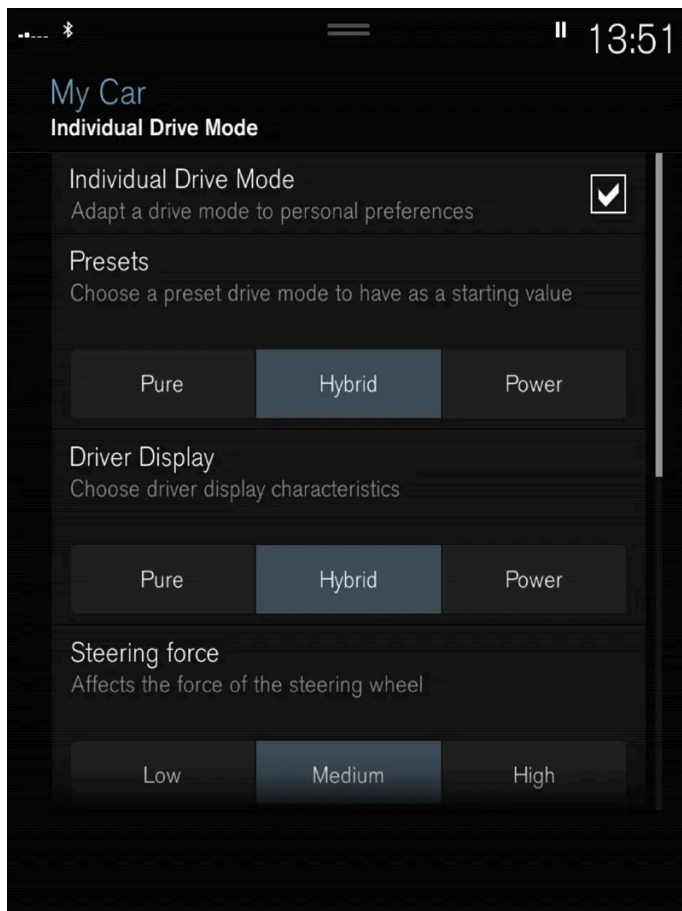 13:51
My Car
Individual Drive Mode
Individual Drive Mode
Adapt a drive mode to personal preferences
Presets
Choose a preset drive mode to have as a starting value
Pure Hybrid Power
Driver Display
Choose driver display characteristics
Pure Hybrid Power
Steering force
Affects the force of the steering wheel
Low Medium High